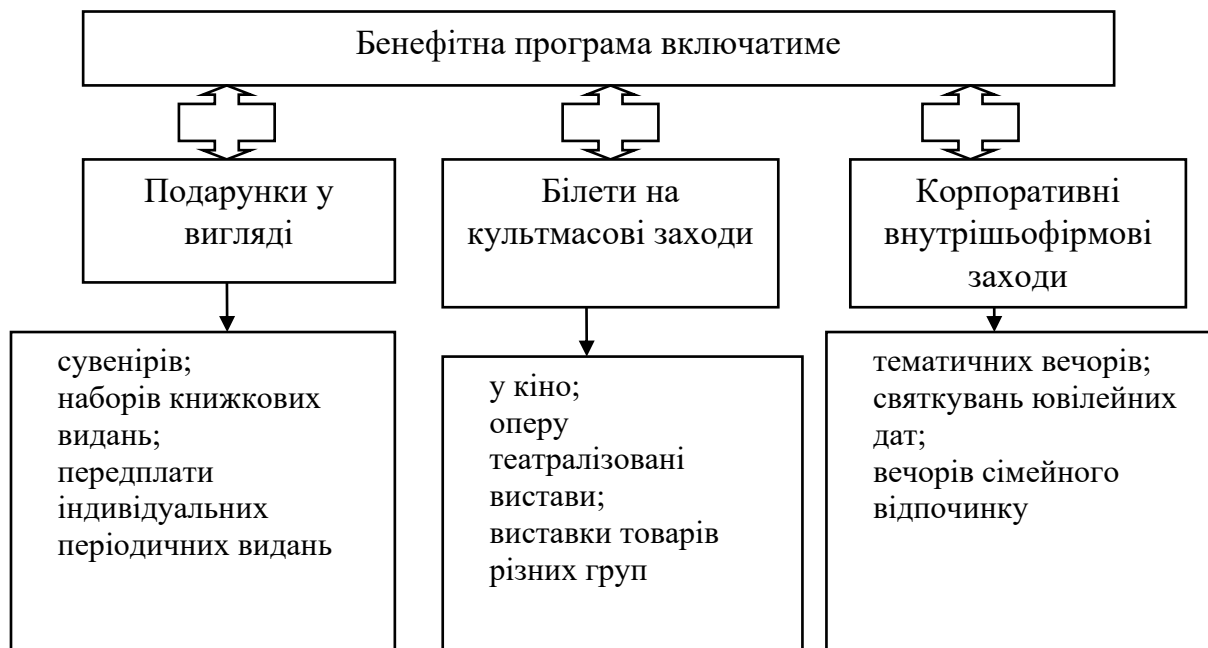 Бенефітна програма включатиме
Подарунки у
вигляді
Білети на
культмасові заходи
Корпоративні
внутрішьофірмові
заходи
сувенірів;
наборів книжкових
видань;
передплати
індивідуальних
періодичних видань
у кіно;
оперу
театралізовані
вистави;
виставки товарів
різних груп
тематичних вечорів;
святкувань ювілейних
дат;
вечорів сімейного
відпочинку